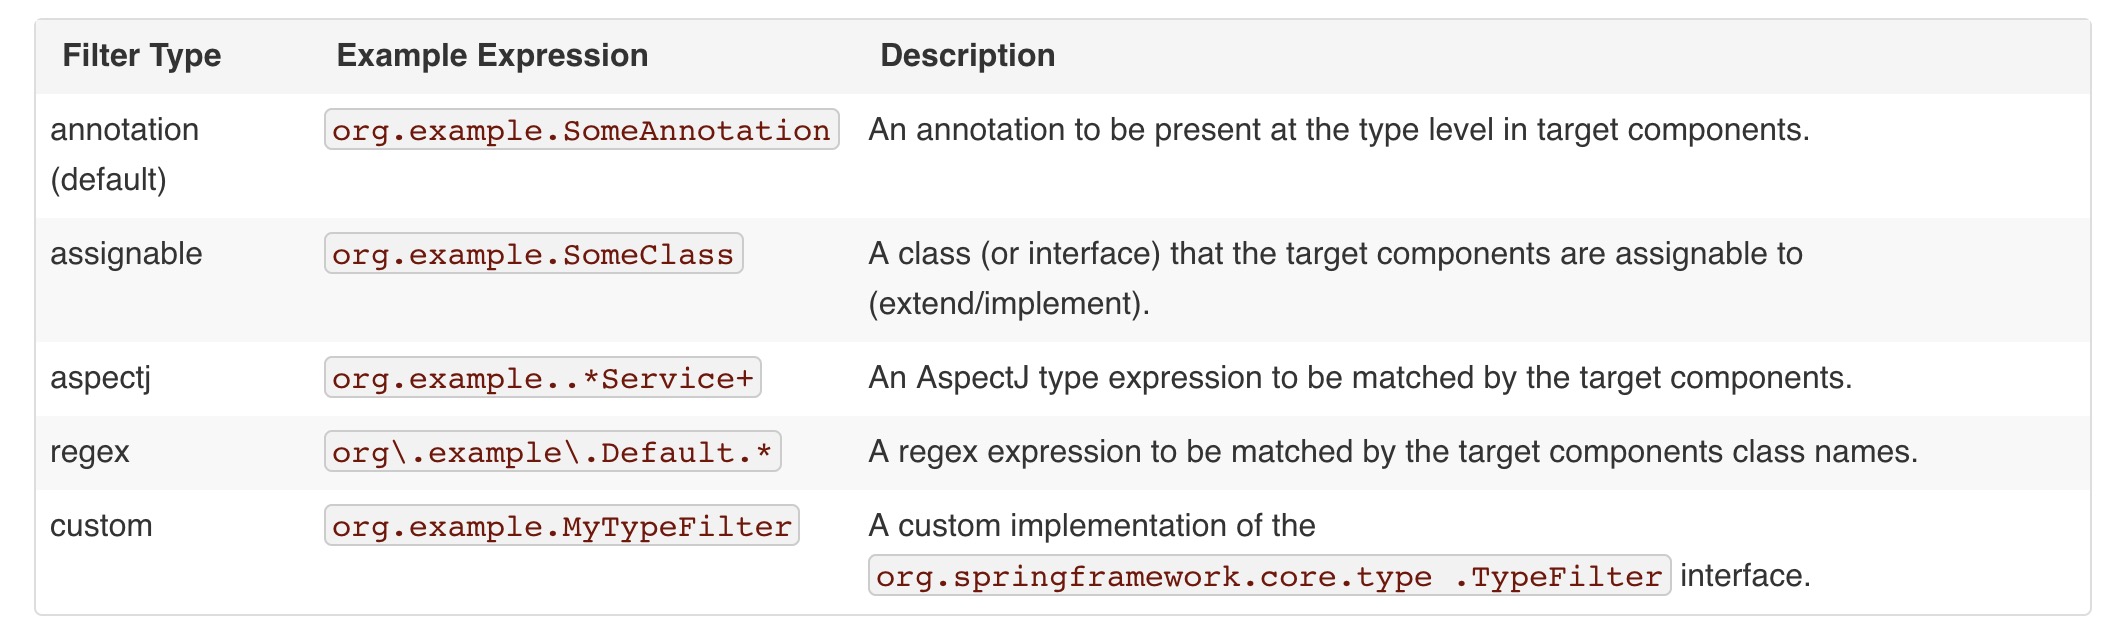 Filter Type Example Expression Description
annotation org.example.SomeAnnotation An annotation to be present at the type level in target components.
(default)
assignable org.example.SomeClass A class (or interface) that the target components are assignable to
(extend/implement).
aspectj org.example..*Service+ An AspectJ type expression to be matched by the target components.
regex org\.example\.Default.* A regex expression to be matched by the target components class names.
custom org.example.MyTypeFilter A custom implementation of the
org.springframework.core.type .TypeFilter interface.